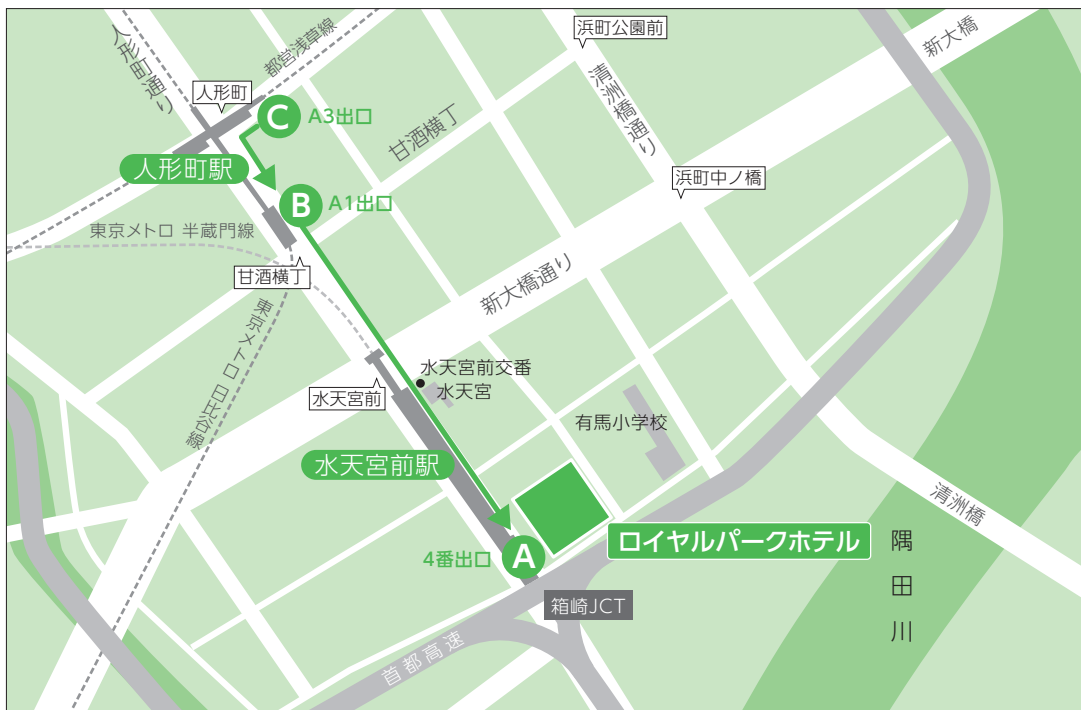 人形町通り
都営浅草線
浜町公園前
新大橋
人形町
C
A3出口
清洲橋通り
甘酒横丁
人形町駅
浜町中ノ橋
B
A1出口
東京メトロ 半蔵門線
甘酒横丁
新大橋通り
東京メトロ 日比谷線
水天宮前交番
水天宮
水天宮前
有馬小学校
水天宮前駅
清洲橋
ロイヤルパークホテル
隅田川
4番出口
A
箱崎JCT
首都高速